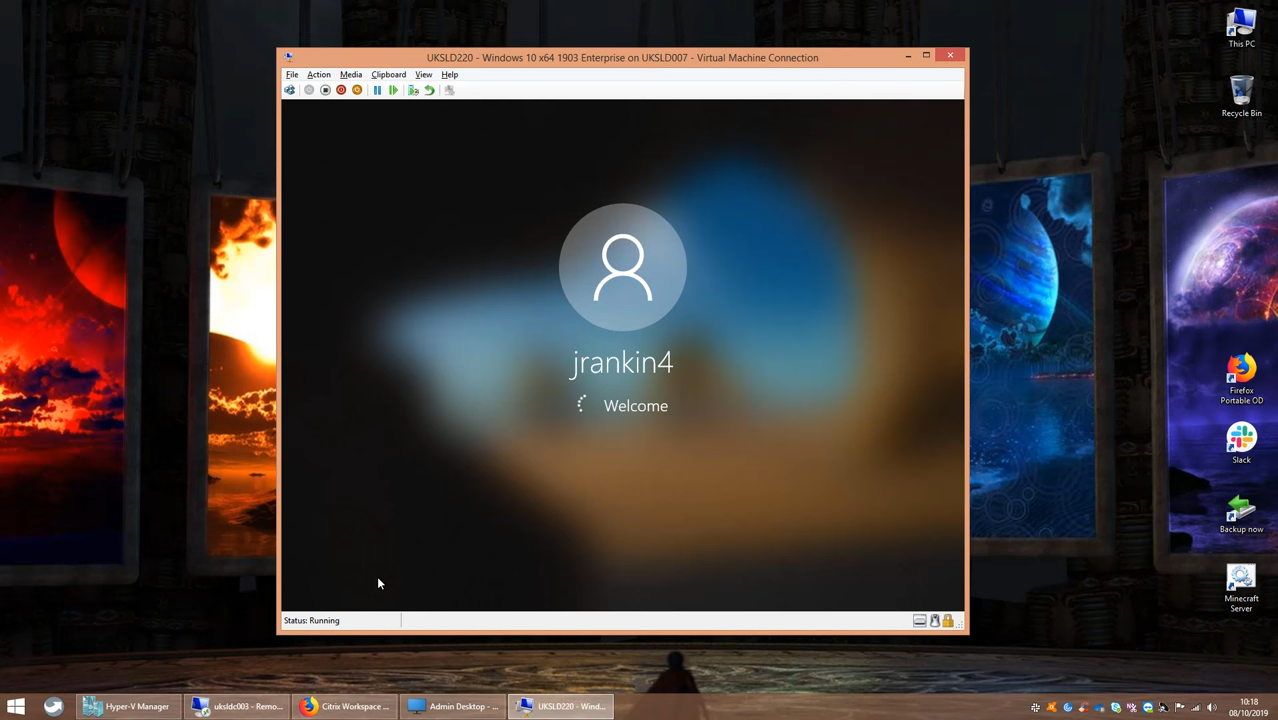 UKSLD220 - Windows 10 x64 1903 Enterprise on UKSLD007 - Virtual Machine Connection
File Action Media Clipboard View Help
jrankin4
Welcome
Status: Running
This PC
Recycle Bin
Firefox
Portable OD
Slack
Backup now
Minecraft
Server
Hyper-V Manager
uksldc003 - Remo...
Citrix Workspace ...
Admin Desktop - ...
UKSLD220 - Wind...
10:18
08/10/2019